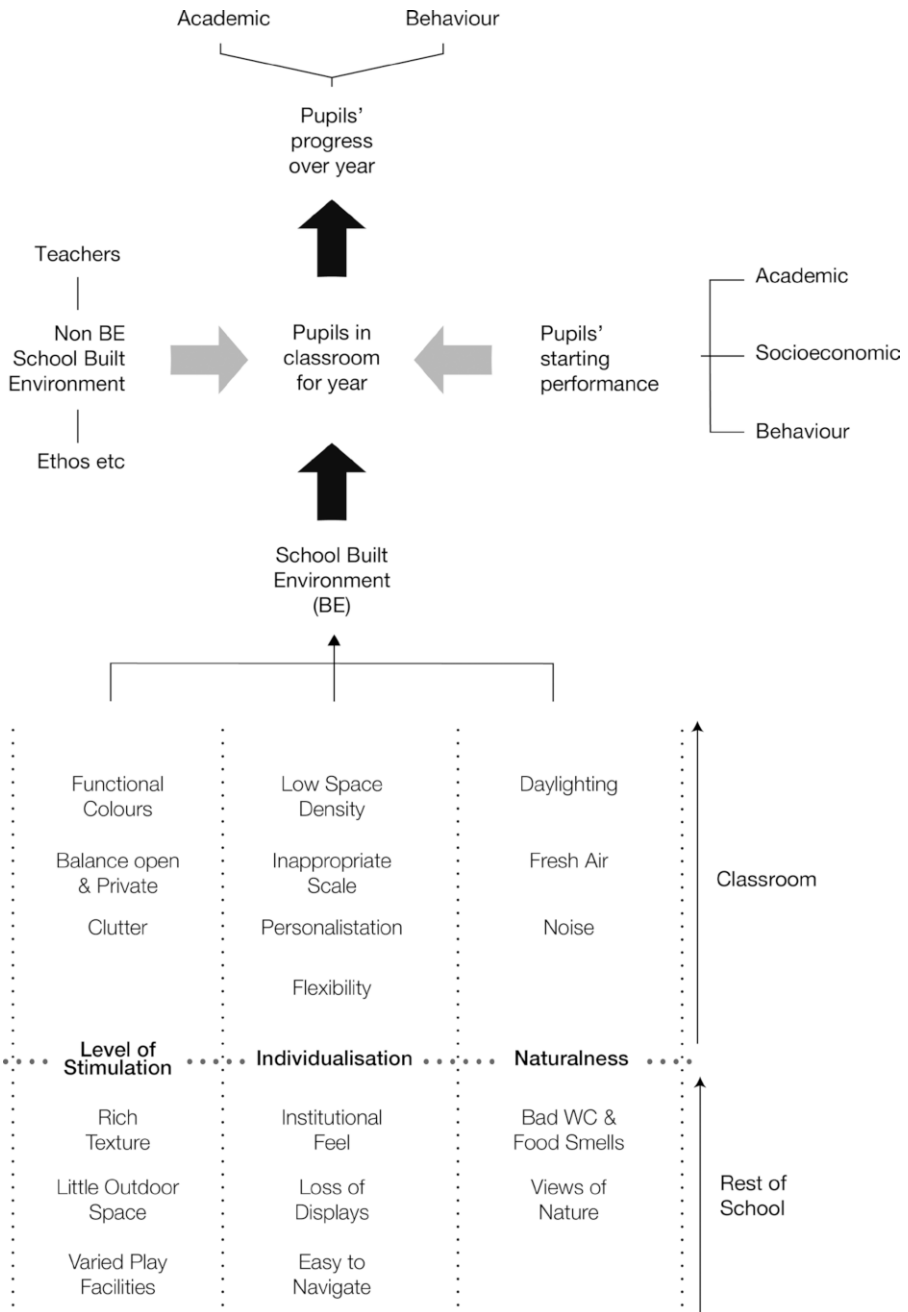 Academic
Behaviour
Pupils’
progress
over year
Teachers
Non BE
School Built
Environment
Ethos etc
Pupils in
classroom
for year
Pupils’
starting
performance
Academic
Socioeconomic
Behaviour
School Built
Environment
(BE)
Functional
Colours
Low Space
Density
Daylighting
Balance open
& Private
Inappropriate
Scale
Fresh Air
Clutter
Personalistation
Noise
Flexibility
Classroom
Level of
Stimulation
Individualisation
Naturalness
Rich
Texture
Institutional
Feel
Bad WC &
Food Smells
Little Outdoor
Space
Loss of
Displays
Views of
Nature
Varied Play
Facilities
Easy to
Navigate
Rest of
School